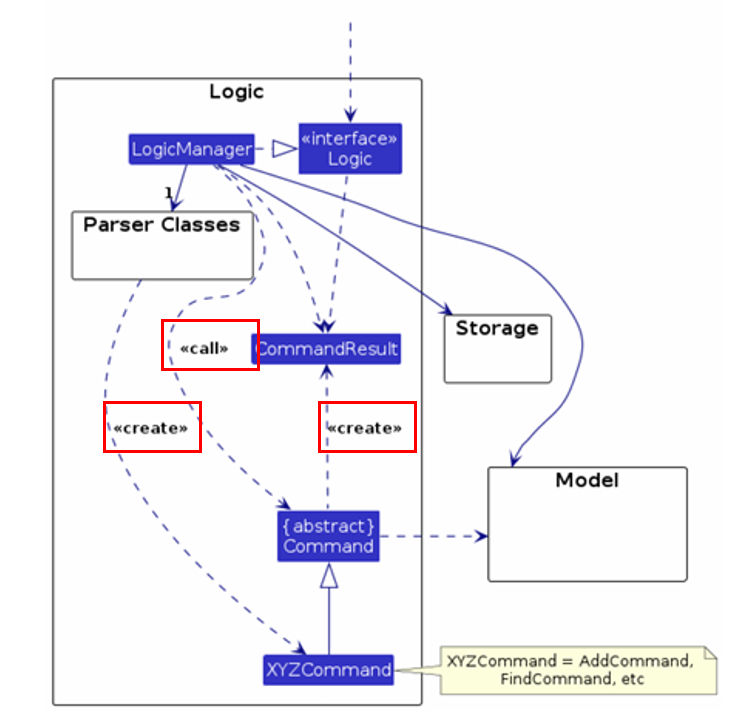 Logic
LogicManager
«interface»
Logic
1
Parser Classes
«call»
CommandResult
Storage
«create»
«create»
Model
{abstract}
Command
XYZCommand
XYZCommand = AddCommand,
FindCommand, etc